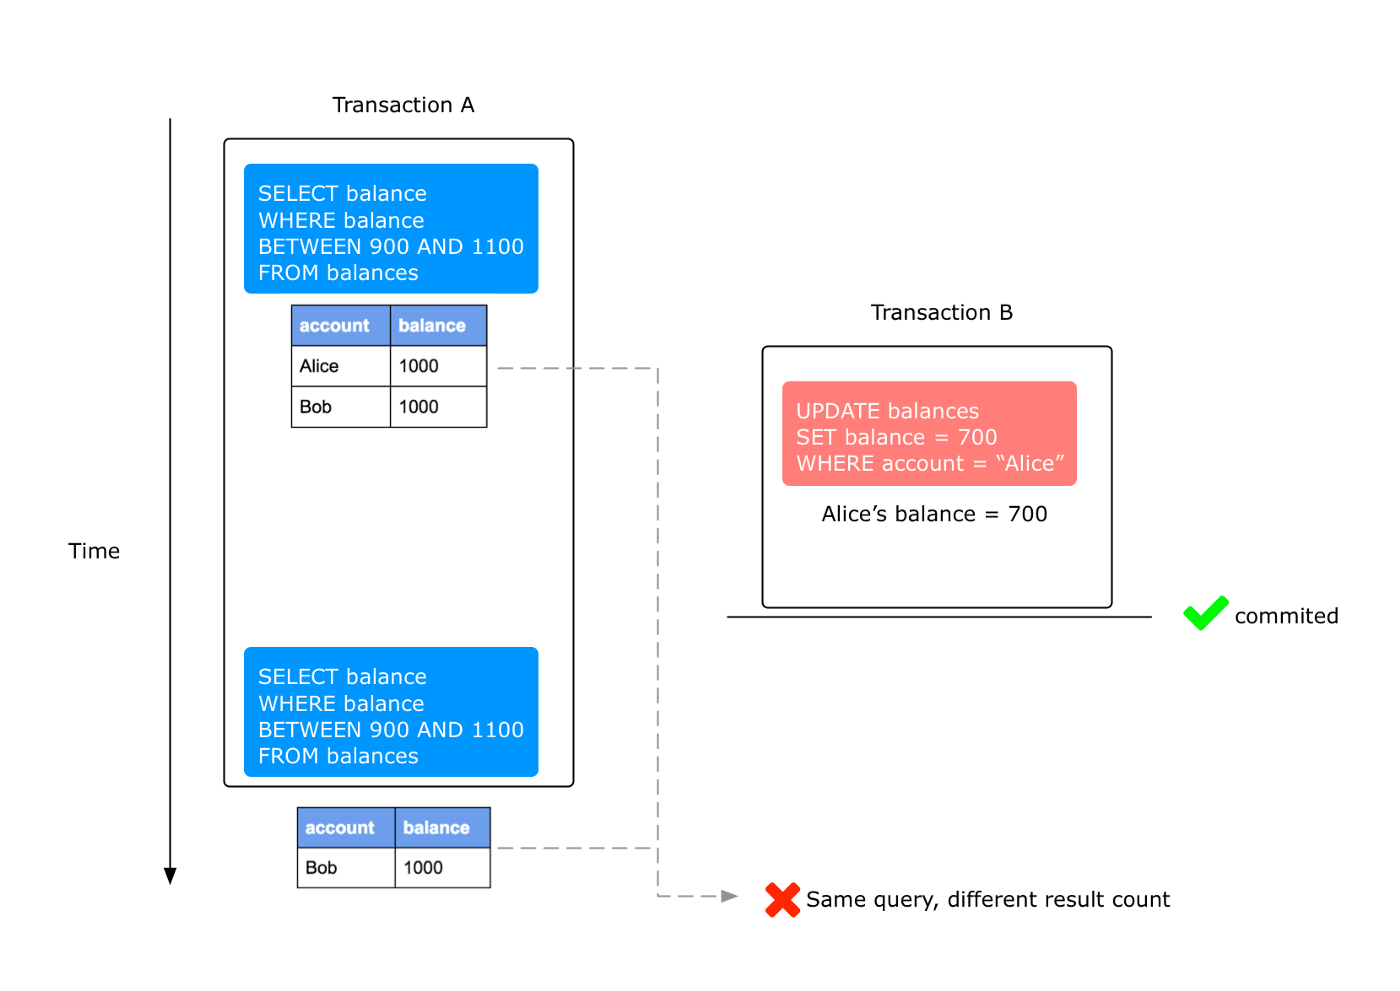 Transaction A
SELECT balance
WHERE balance
BETWEEN 900 AND 1100
FROM balances
account balance
Alice 1000
Bob 1000
Transaction B
UPDATE balances
SET balance = 700
WHERE account = “Alice”
Alice’s balance = 700
Time
commited
SELECT balance
WHERE balance
BETWEEN 900 AND 1100
FROM balances
account balance
Bob 1000
Same query, different result count